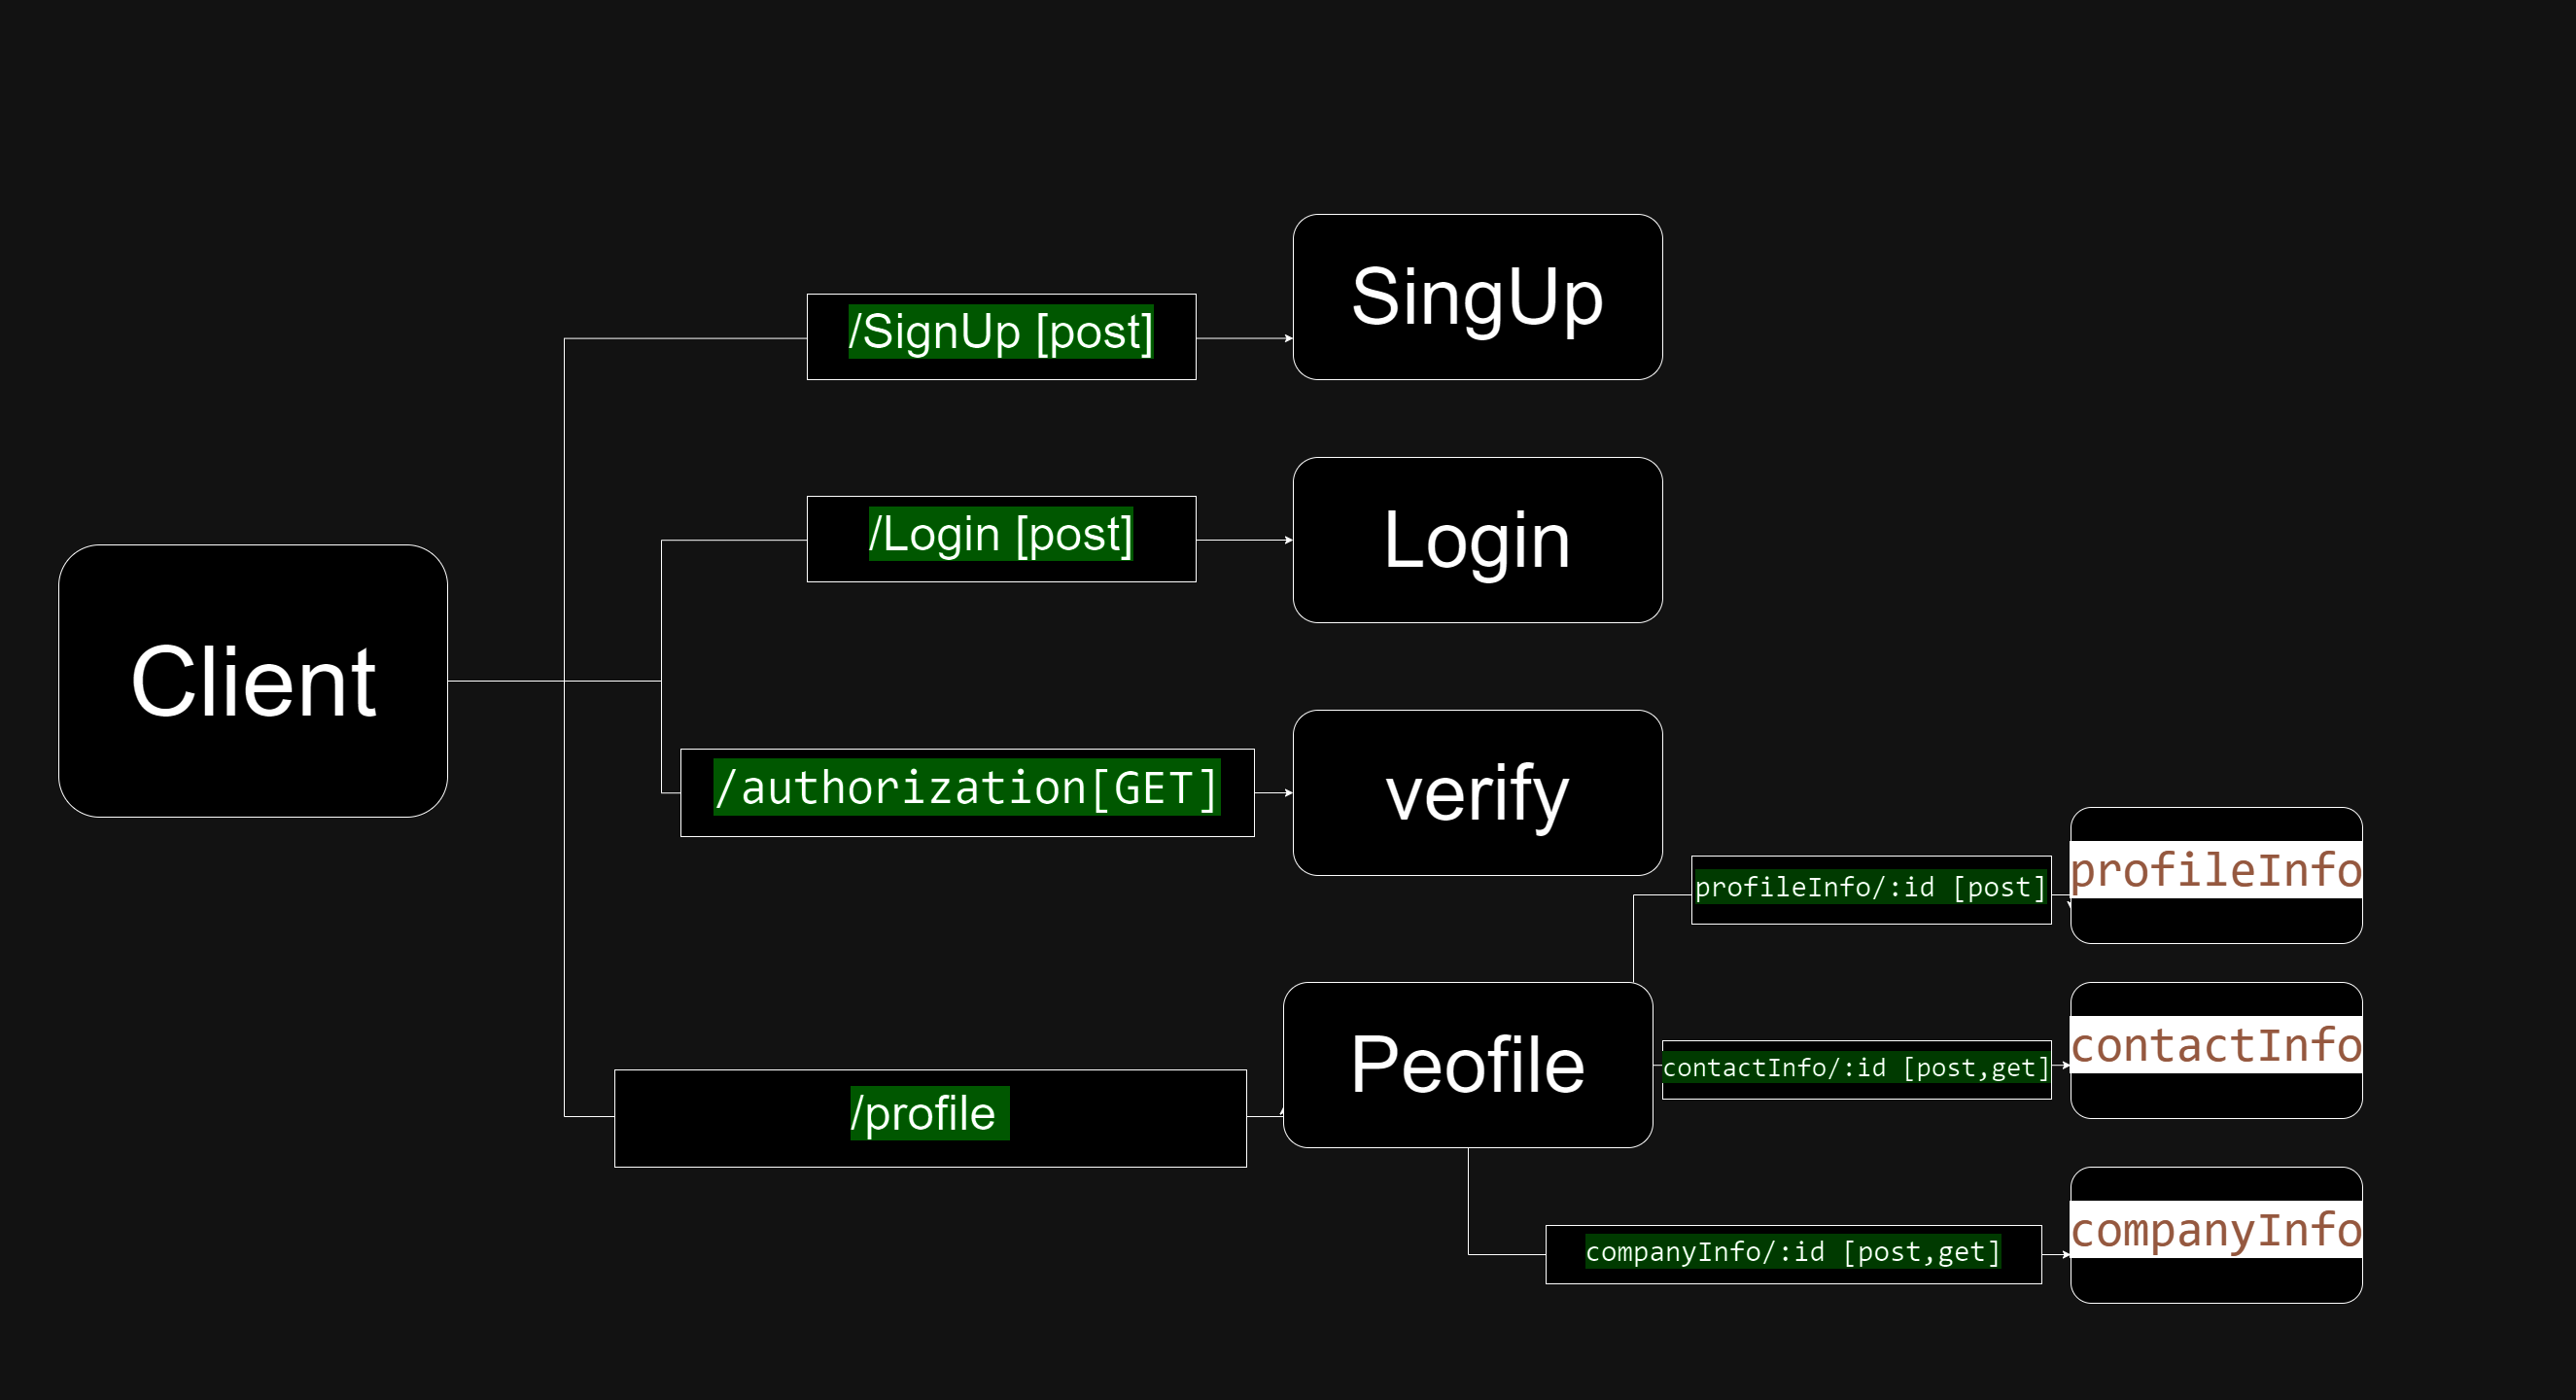 SingUp
/SignUp [post]
Login
/Login [post]
Client
verify
/authorization[GET]
profileInfo
profileInfo/:id [post]
Peofile
contactInfo
contactInfo/:id [post,get]
/profile
companyInfo
companyInfo/:id [post,get]